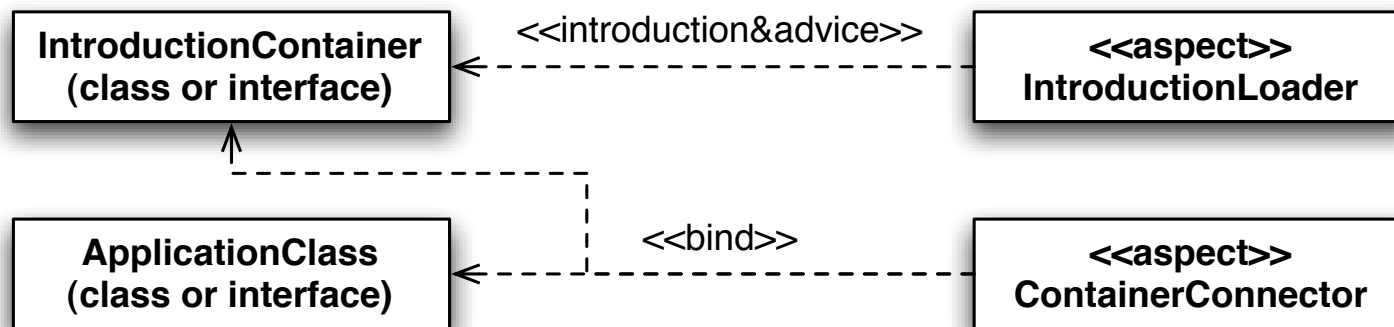 IntroductionContainer
(class or interface)
<<introduction&advice>>
<<aspect>>
IntroductionLoader
ApplicationClass
(class or interface)
<<bind>>
<<aspect>>
ContainerConnector